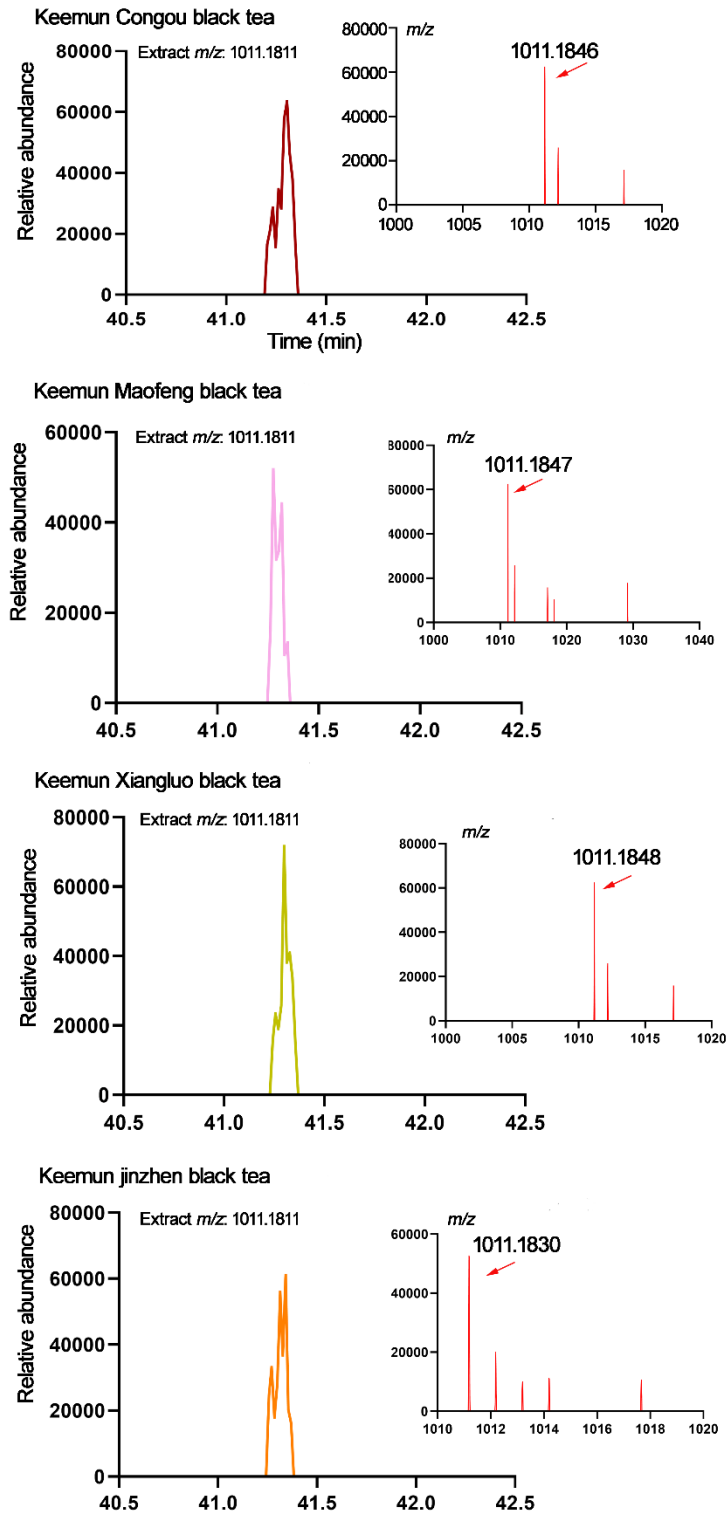 Keemun Congou black tea
Extract m/z: 1011.1811
Relative abundance
80000
60000
40000
20000
0
40.5 41.0 41.5 42.0 42.5
Time (min)
m/z
1011.1846
80000
60000
40000
20000
0
1000 1005 1010 1015 1020
Keemun Maofeng black tea
Extract m/z: 1011.1811
Relative abundance
60000
40000
20000
0
40.5 41.0 41.5 42.0 42.5
m/z
1011.1847
80000
60000
40000
20000
0
1000 1010 1020 1030 1040
Keemun Xiangluo black tea
Extract m/z: 1011.1811
Relative abundance
80000
60000
40000
20000
0
40.5 41.0 41.5 42.0 42.5
m/z
1011.1848
80000
60000
40000
20000
0
1000 1005 1010 1015 1020
Keemun jinzhen black tea
Extract m/z: 1011.1811
Relative abundance
80000
60000
40000
20000
0
40.5 41.0 41.5 42.0 42.5
m/z
1011.1830
60000
40000
20000
0
1010 1012 1014 1016 1018 1020